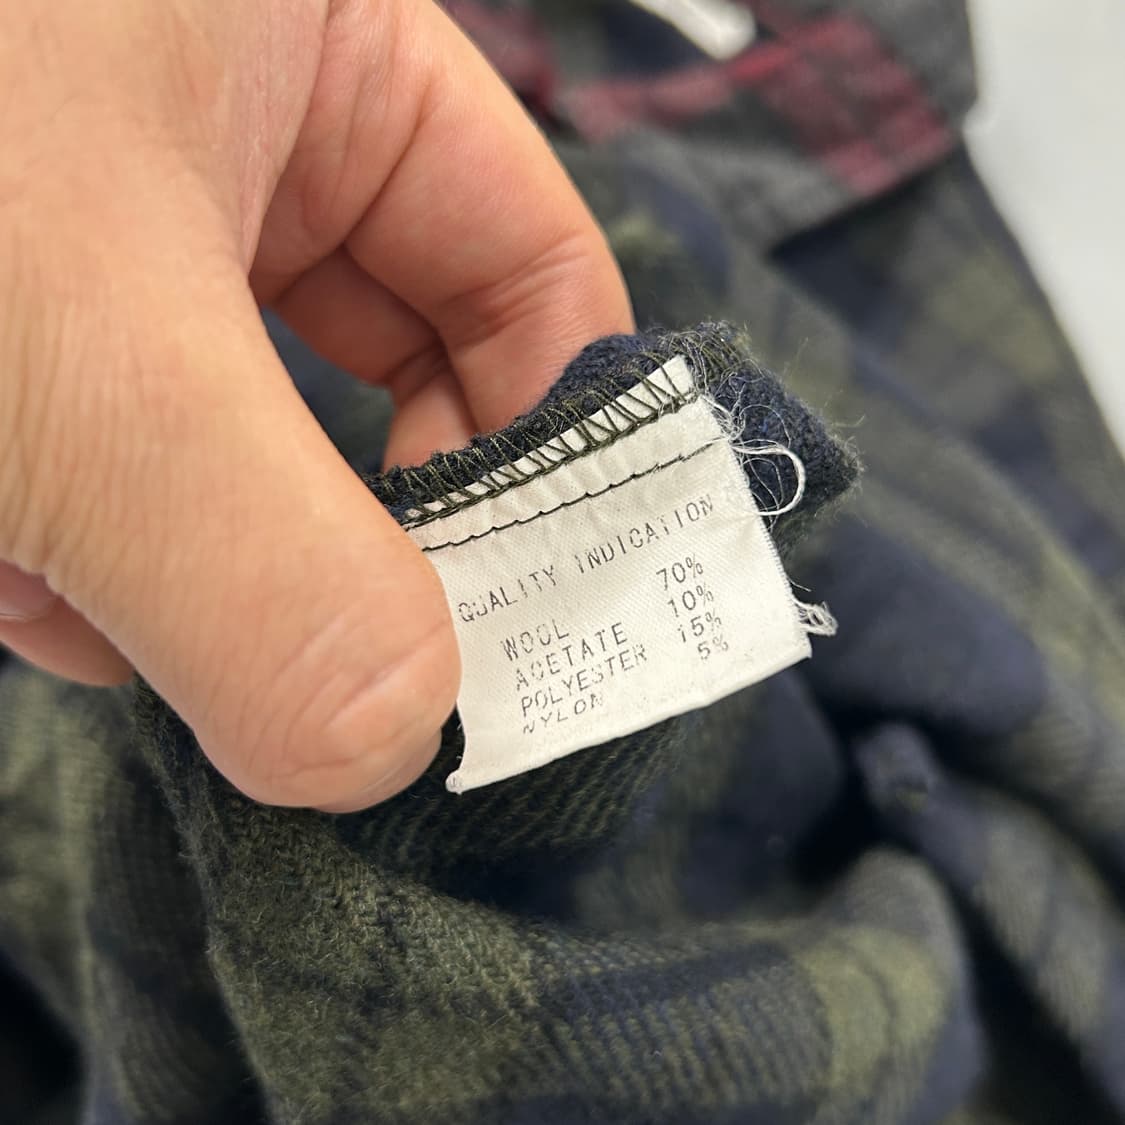 QUALITY INDICATION
WOOL 70%
ACETATE 10%
POLYESTER 15%
NYLON 5%